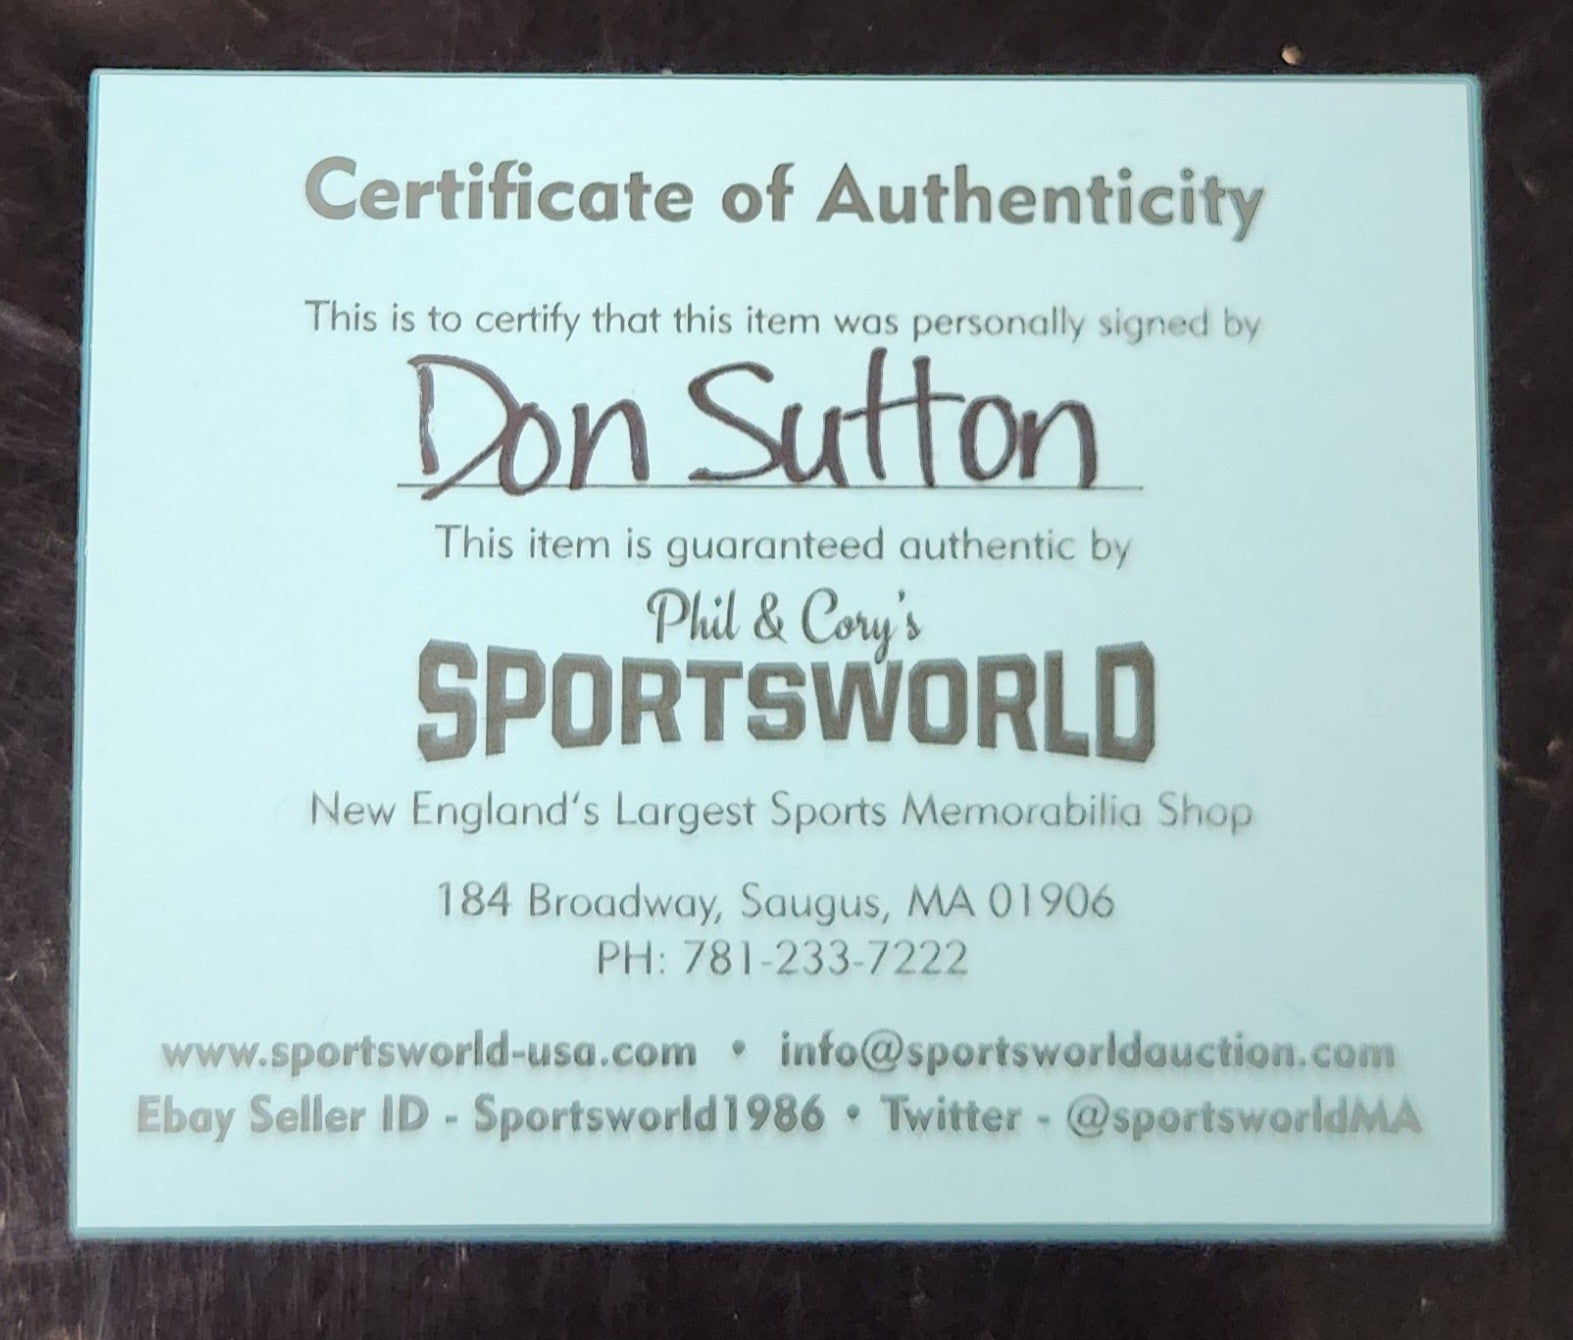 Certificate of Authenticity
This is to certify that this item was personally signed by
Don Sutton
This item is guaranteed authentic by
Phil & Cory's
SPORTSWORLD
New England's Largest Sports Memorabilia Shop
184 Broadway, Saugus, MA 01906
PH: 781-233-7222
www.sportsworld-usa.com • info@sportsworldauction.com
Ebay Seller ID - Sportsworld1986 • Twitter - @sportsworldMA